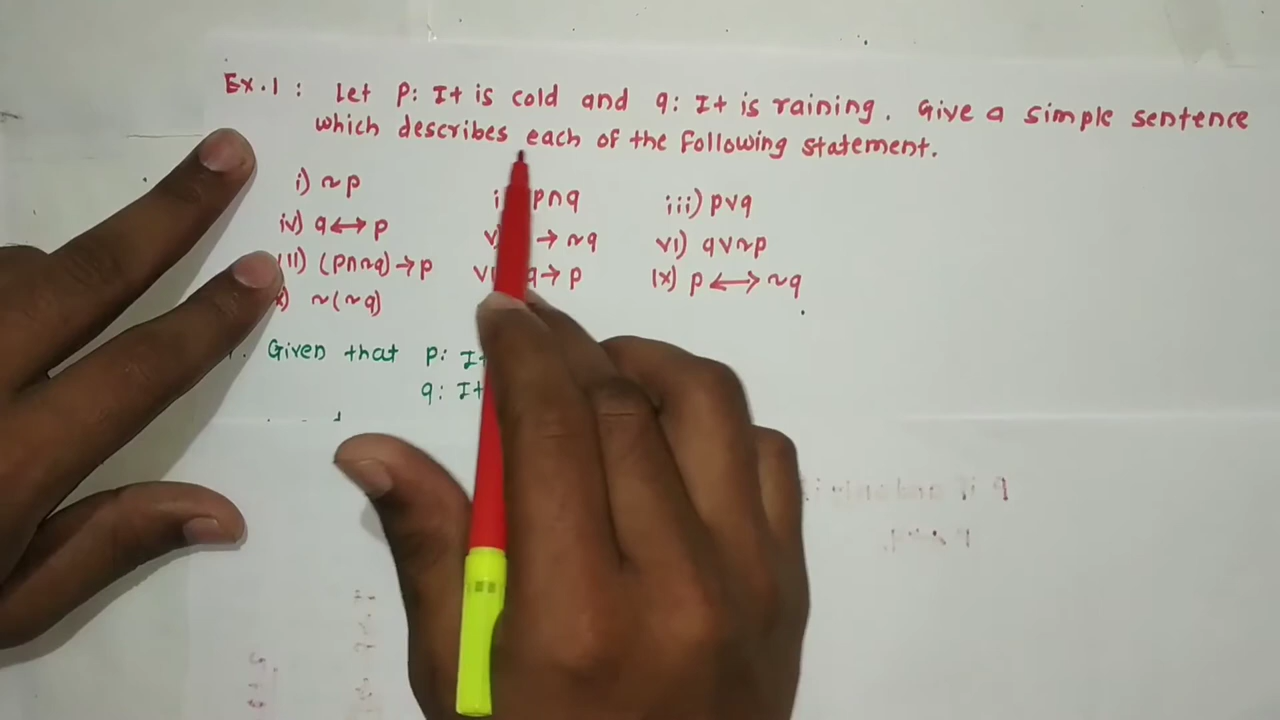 Ex.1 : Let p: It is cold and q: It is raining. Give a simple sentence
which describes each of the following statement.
i) ~p p∩q iii) p∨q
iv) q↔p v) → ~q vi) q∨~p
(p∩~q)→p q→p ix) p ↔ ~q
~(~q)
Given that p: It
q: It